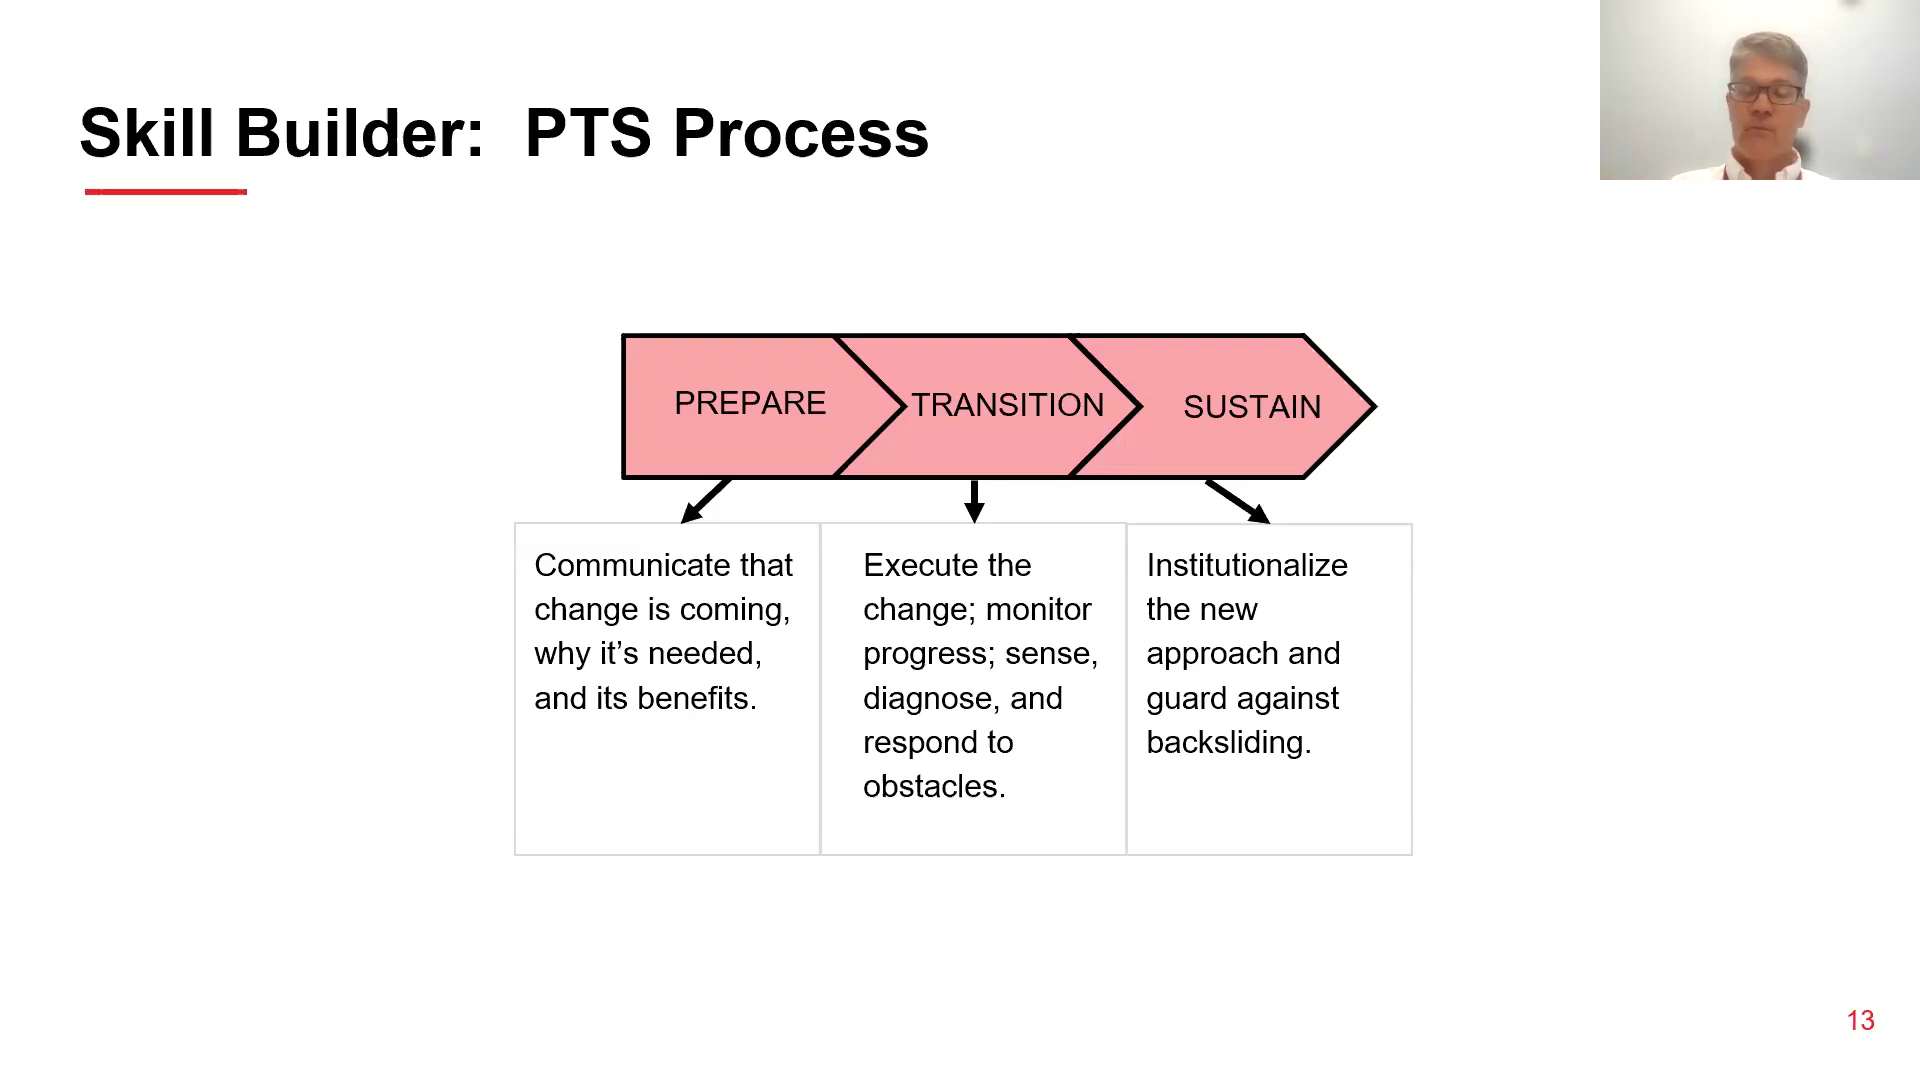 Skill Builder:  PTS Process
PREPARE
TRANSITION
SUSTAIN
Communicate that
change is coming,
why it’s needed,
and its benefits.
Execute the
change; monitor
progress; sense,
diagnose, and
respond to
obstacles.
Institutionalize
the new
approach and
guard against
backsliding.
13